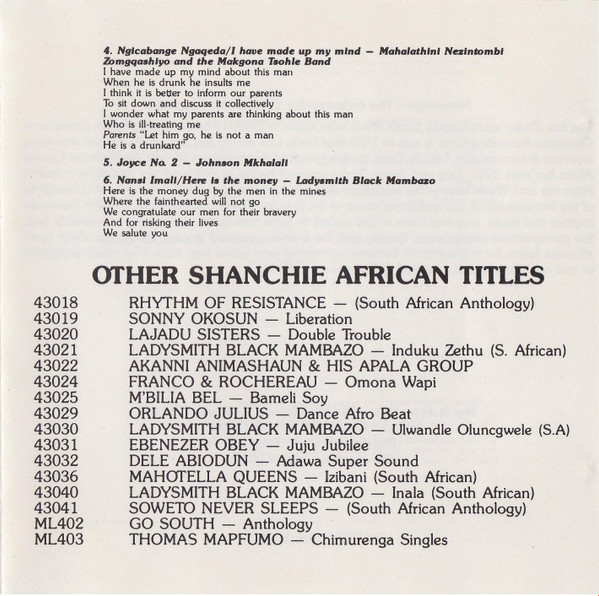 4. Ngicabange Ngaqeda/I have made up my mind — Mahalathini Nezintombi
Zomgqashiyo and the Makgona Tsohle Band
I have made up my mind about this man
When he is drunk he insults me
I think it is better to inform our parents
To sit down and discuss it collectively
I wonder what my parents are thinking about this man
Who is ill-treating me
Parents "Let him go, he is not a man
He is a drunkard"
5. Joyce No. 2 — Johnson Mkhalali
6. Nansi Imali/Here is the money — Ladysmith Black Mambazo
Here is the money dug by the men in the mines
Where the fainthearted will not go
We congratulate our men for their bravery
And for risking their lives
We salute you
OTHER SHANCHIE AFRICAN TITLES
43018 RHYTHM OF RESISTANCE — (South African Anthology)
43019 SONNY OKOSUN — Liberation
43020 LAJADU SISTERS — Double Trouble
43021 LADYSMITH BLACK MAMBAZO — Induku Zethu (S. African)
43022 AKANNI ANIMASHAUN & HIS APALA GROUP
43024 FRANCO & ROCHEREAU — Omona Wapi
43025 M'BILIA BEL — Bameli Soy
43029 ORLANDO JULIUS — Dance Afro Beat
43030 LADYSMITH BLACK MAMBAZO — Ulwandle Oluncgwele (S.A)
43031 EBENEZER OBEY — Juju Jubilee
43032 DELE ABIODUN — Adawa Super Sound
43036 MAHOTELLA QUEENS — Izibani (South African)
43040 LADYSMITH BLACK MAMBAZO — Inala (South African)
43041 SOWETO NEVER SLEEPS — (South African Anthology)
ML402 GO SOUTH — Anthology
ML403 THOMAS MAPFUMO — Chimurenga Singles